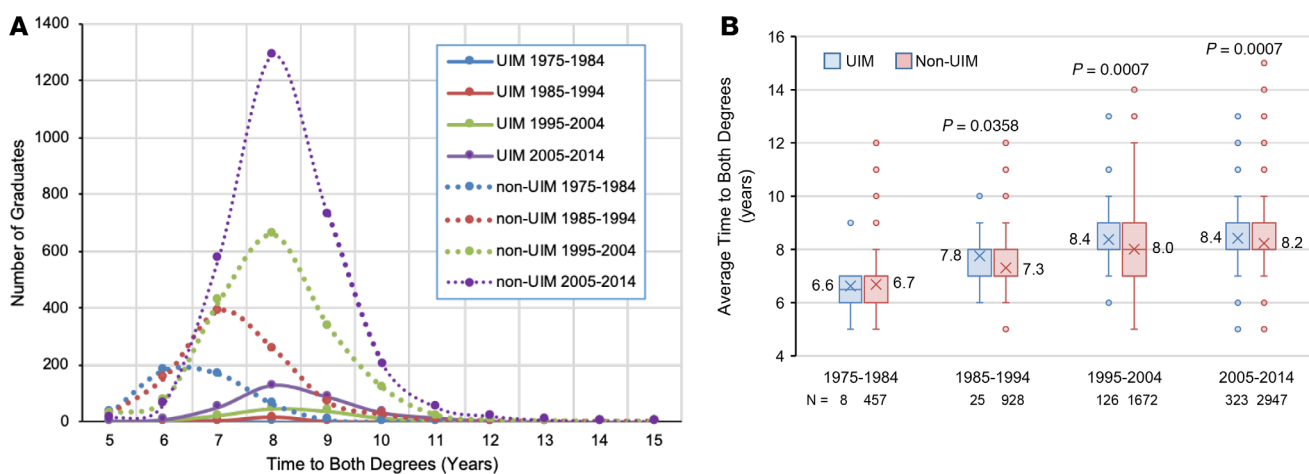 A
1400
1200
1000
800
600
400
200
0
Number of Graduates
5 6 7 8 9 10 11 12 13 14 15
Time to Both Degrees (Years)
UIM 1975-1984
UIM 1985-1994
UIM 1995-2004
UIM 2005-2014
non-UIM 1975-1984
non-UIM 1985-1994
non-UIM 1995-2004
non-UIM 2005-2014
B
16
14
12
10
8
6
4
Average Time to Both Degrees
(years)
UIM Non-UIM
P = 0.0358
P = 0.0007
P = 0.0007
6.6 6.7
7.8 7.3
8.4 8.0
8.4 8.2
1975-1984 1985-1994 1995-2004 2005-2014
N = 8 457 25 928 126 1672 323 2947